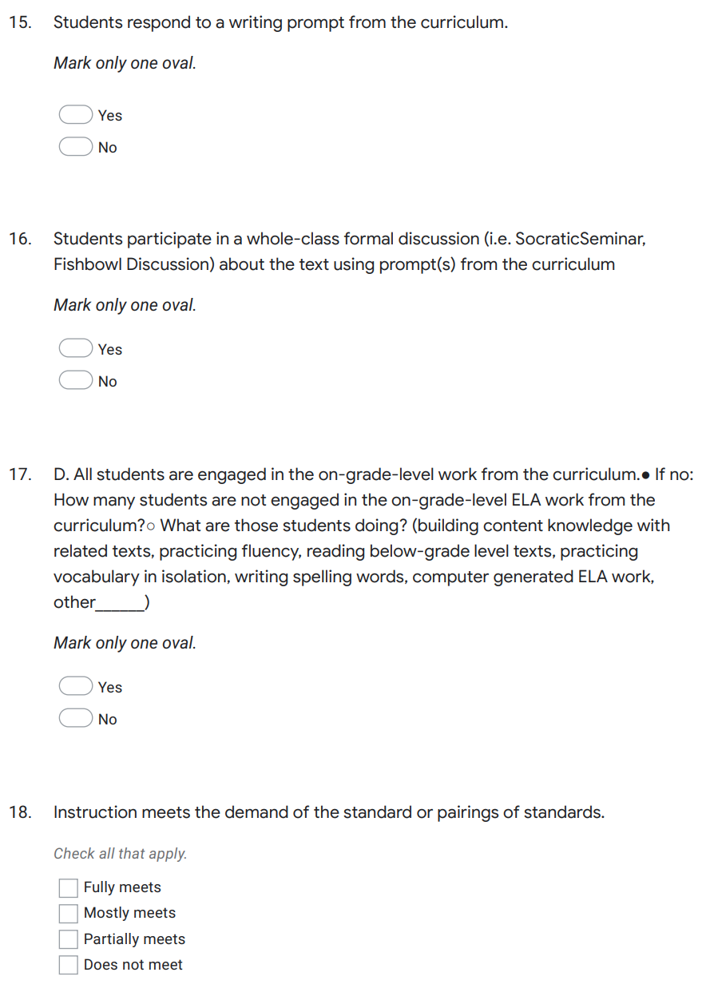 15. Students respond to a writing prompt from the curriculum.
Mark only one oval.
Yes
No
16. Students participate in a whole-class formal discussion (i.e. SocraticSeminar,
Fishbowl Discussion) about the text using prompt(s) from the curriculum
Mark only one oval.
Yes
No
17. D. All students are engaged in the on-grade-level work from the curriculum.● If no:
How many students are not engaged in the on-grade-level ELA work from the
curriculum?○ What are those students doing? (building content knowledge with
related texts, practicing fluency, reading below-grade level texts, practicing
vocabulary in isolation, writing spelling words, computer generated ELA work,
other______)
Mark only one oval.
Yes
No
18. Instruction meets the demand of the standard or pairings of standards.
Check all that apply.
Fully meets
Mostly meets
Partially meets
Does not meet